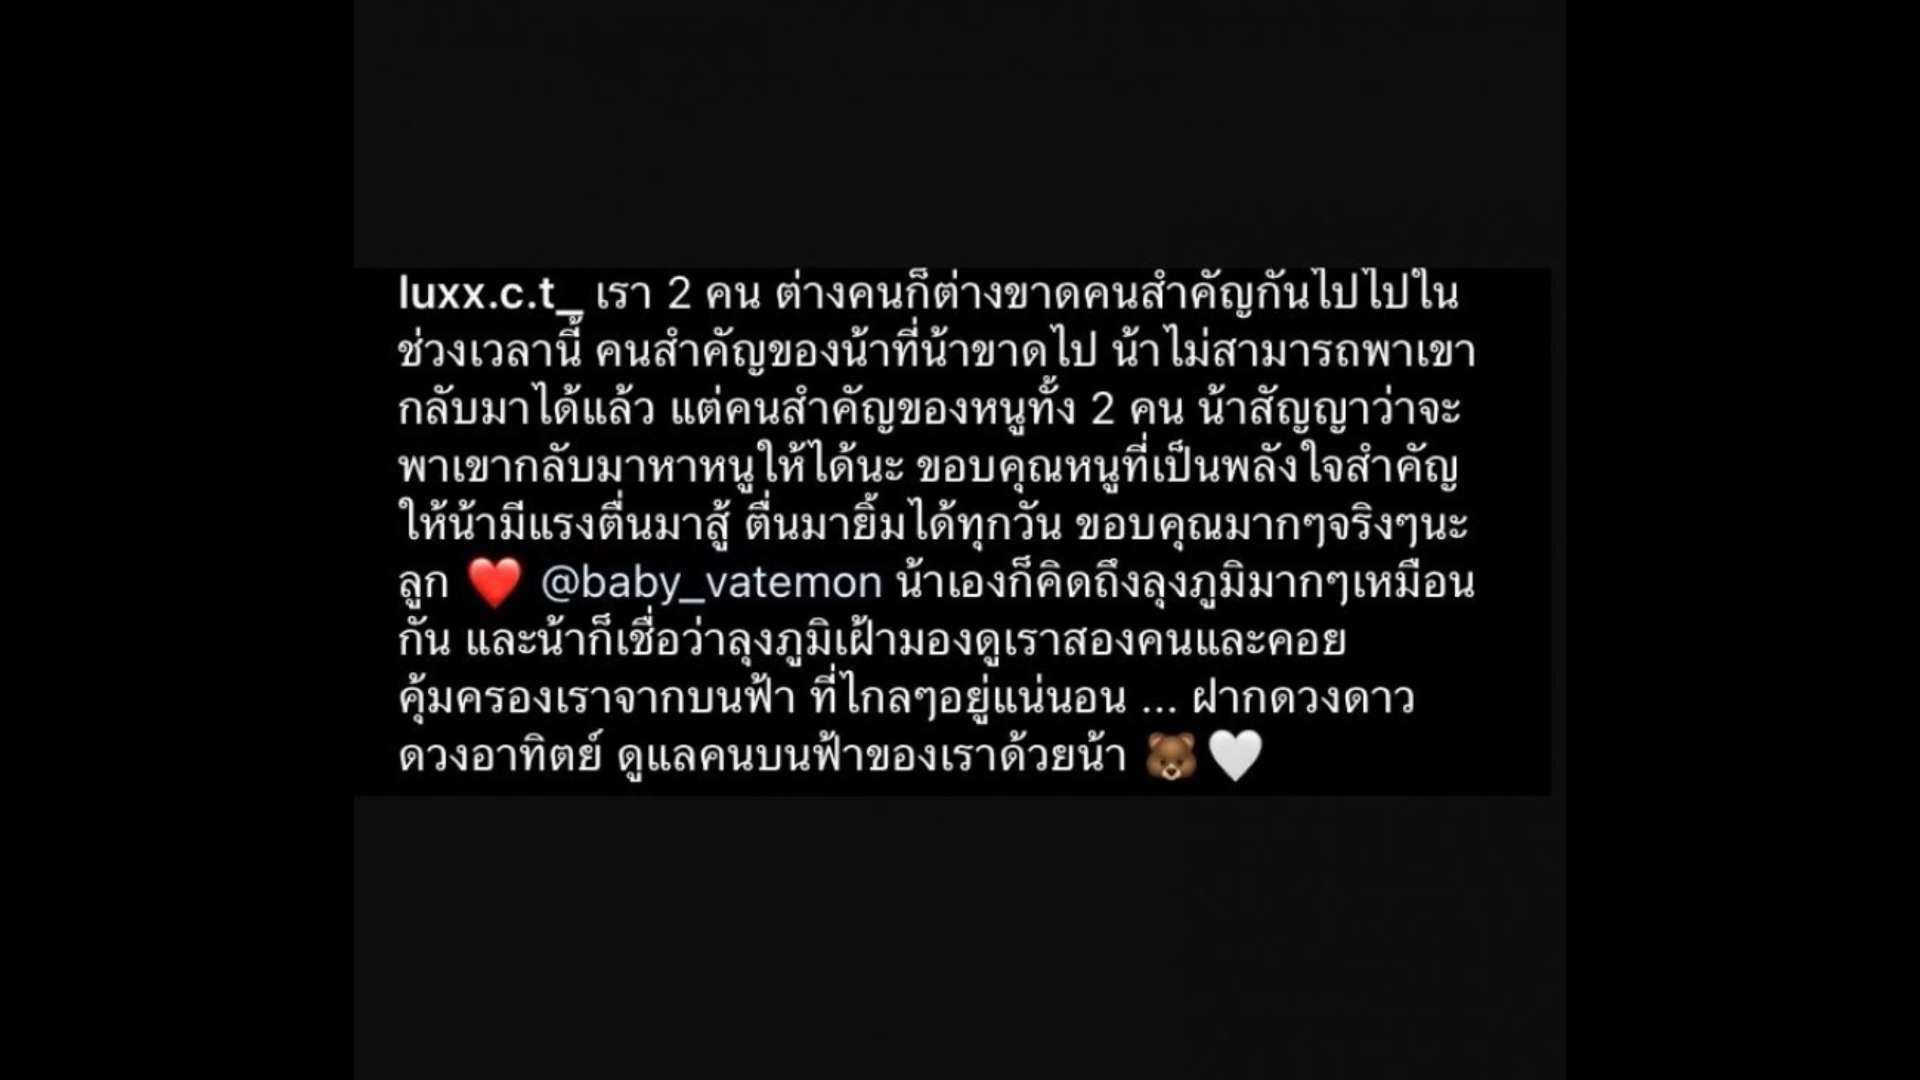 luxx.c.t_ เรา 2 คน ต่างคนก็ต่างขาดคนสำคัญกันไปไปใน
ช่วงเวลานี้ คนสำคัญของน้าที่น้าขาดไป น้าไม่สามารถพาเขา
กลับมาได้แล้ว แต่คนสำคัญของหนูทั้ง 2 คน น้าสัญญาว่าจะ
พาเขากลับมาหาหนูให้ได้นะ ขอบคุณหนูที่เป็นพลังใจสำคัญ
ให้น้ามีแรงตื่นมาสู้ ตื่นมายิ้มได้ทุกวัน ขอบคุณมากๆจริงๆนะ
ลูก ❤️ @baby_vatemon น้าเองก็คิดถึงลุงภูมิมากๆเหมือน
กัน และน้าก็เชื่อว่าลุงภูมิเฝ้ามองดูเราสองคนและคอย
คุ้มครองเราจากบนฟ้า ที่ไกลๆอยู่แน่นอน ... ฝากดวงดาว
ดวงอาทิตย์ ดูแลคนบนฟ้าของเราด้วยน้า 🐻🤍